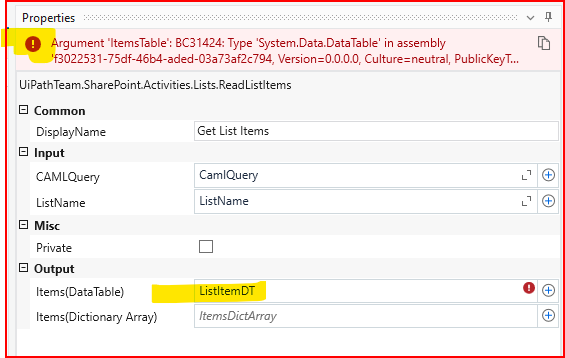 Properties
Argument 'ItemsTable': BC31424: Type 'System.Data.DataTable' in assembly
'f3022531-75df-46b4-aded-03a73af2c794, Version=0.0.0.0, Culture=neutral, PublicKeyT...
UiPathTeam.SharePoint.Activities.Lists.ReadListItems
Common
DisplayName Get List Items
Input
CAMLQuery CamlQuery
ListName ListName
Misc
Private
Output
Items(DataTable) ListItemDT
Items(Dictionary Array) ItemsDictArray